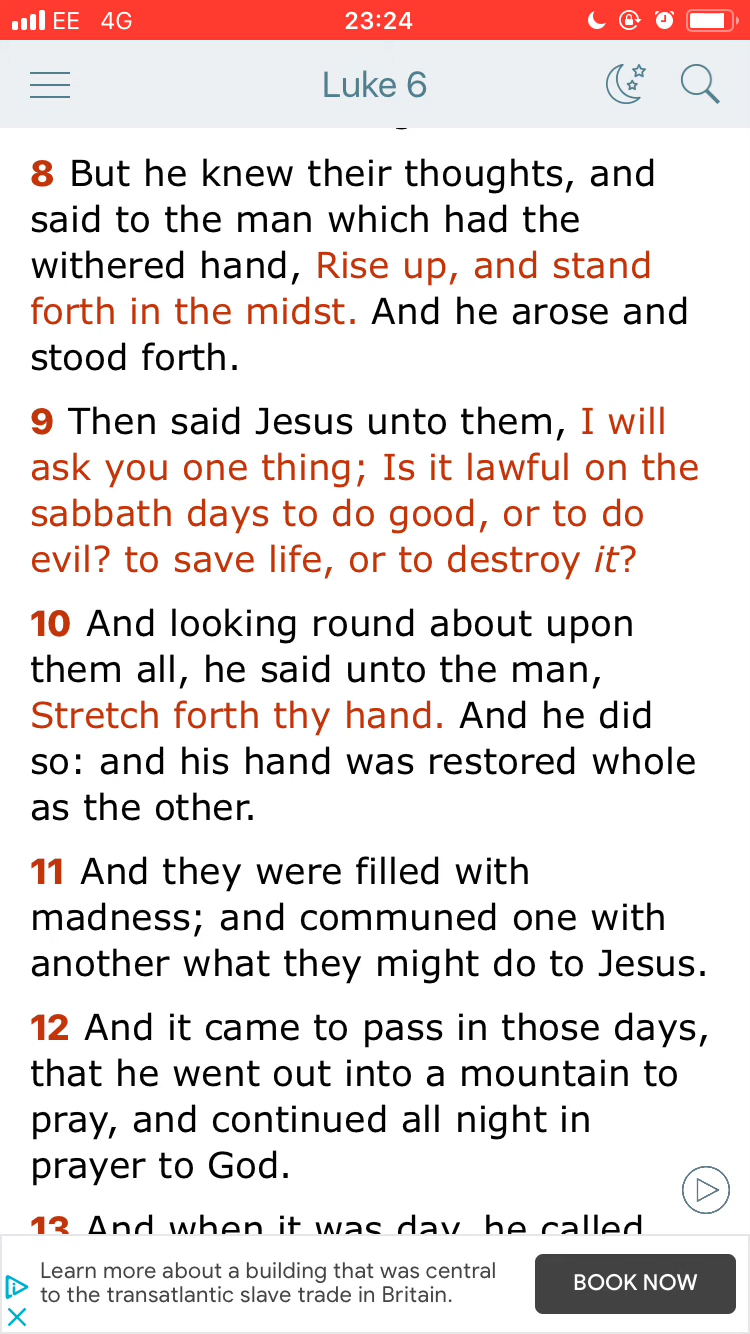 EE 4G 23:24
Luke 6
8 But he knew their thoughts, and
said to the man which had the
withered hand, Rise up, and stand
forth in the midst. And he arose and
stood forth.
9 Then said Jesus unto them, I will
ask you one thing; Is it lawful on the
sabbath days to do good, or to do
evil? to save life, or to destroy it?
10 And looking round about upon
them all, he said unto the man,
Stretch forth thy hand. And he did
so: and his hand was restored whole
as the other.
11 And they were filled with
madness; and communed one with
another what they might do to Jesus.
12 And it came to pass in those days,
that he went out into a mountain to
pray, and continued all night in
prayer to God.
13 And when it was day, he called
Learn more about a building that was central
to the transatlantic slave trade in Britain.
BOOK NOW